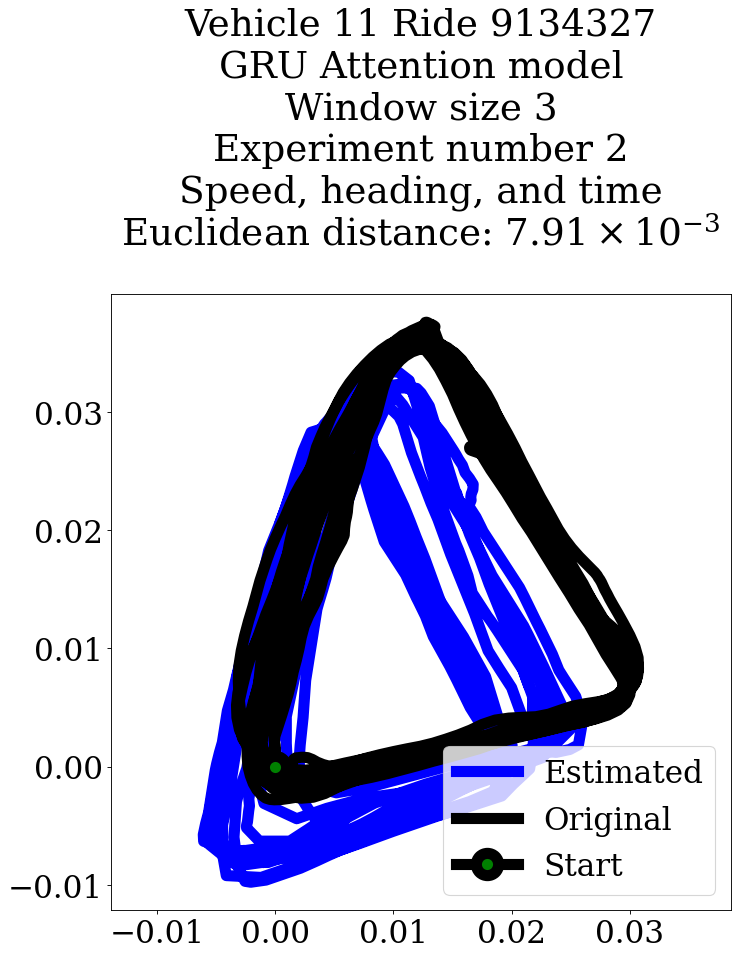 Vehicle 11 Ride 9134327
GRU Attention model
Window size 3
Experiment number 2
Speed, heading, and time
Euclidean distance: 7.91 × 10⁻³
0.03
0.02
0.01
0.00
−0.01
Estimated
Original
Start
−0.01 0.00 0.01 0.02 0.03